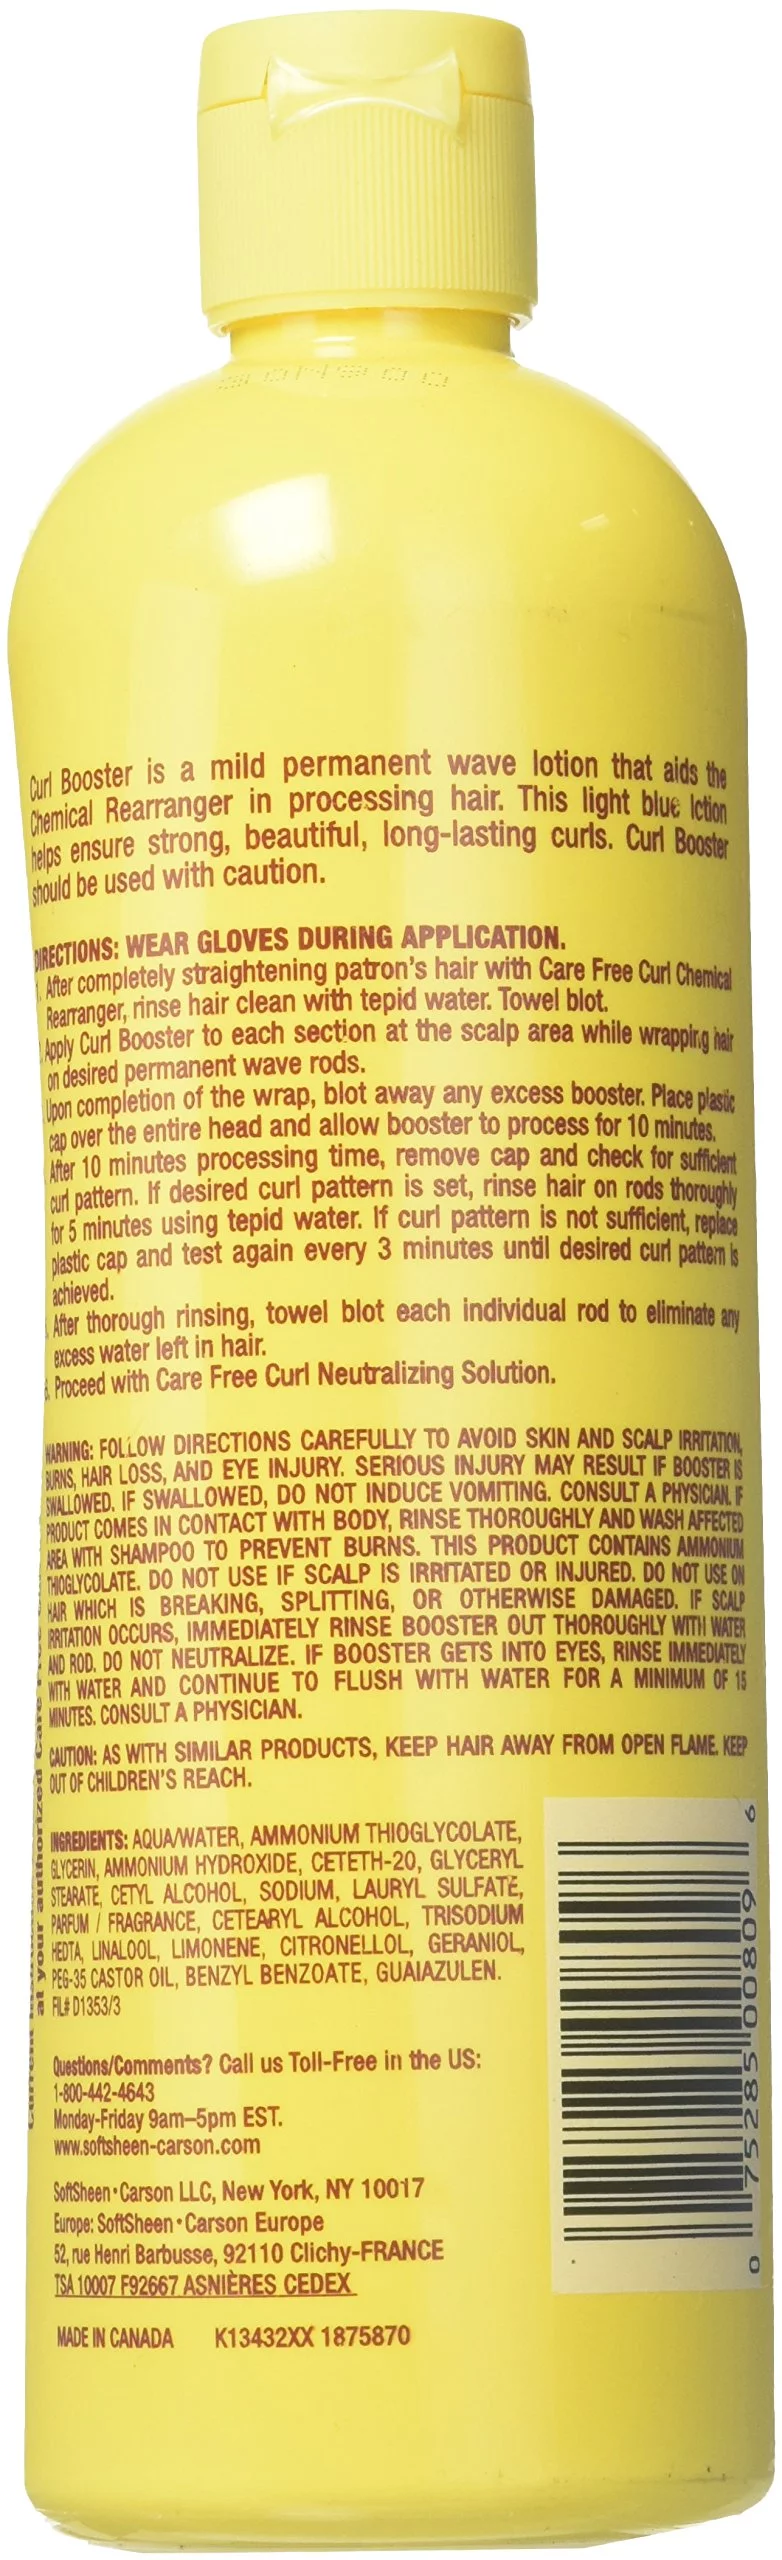 Curl Booster is a mild permanent wave lotion that aids the
Chemical Rearranger in processing hair. This light blue lotion
helps ensure strong, beautiful, long-lasting curls. Curl Booster
should be used with caution.
DIRECTIONS: WEAR GLOVES DURING APPLICATION.
1. After completely straightening patron's hair with Care Free Curl Chemical
Rearranger, rinse hair clean with tepid water. Towel blot.
Apply Curl Booster to each section at the scalp area while wrapping hair
on desired permanent wave rods.
Upon completion of the wrap, blot away any excess booster. Place plastic
cap over the entire head and allow booster to process for 10 minutes.
After 10 minutes processing time, remove cap and check for sufficient
curl pattern. If desired curl pattern is set, rinse hair on rods thoroughly
for 5 minutes using tepid water. If curl pattern is not sufficient, replace
plastic cap and test again every 3 minutes until desired curl pattern is
achieved.
After thorough rinsing, towel blot each individual rod to eliminate any
excess water left in hair.
6. Proceed with Care Free Curl Neutralizing Solution.
WARNING: FOLLOW DIRECTIONS CAREFULLY TO AVOID SKIN AND SCALP IRRITATION,
BURNS, HAIR LOSS, AND EYE INJURY. SERIOUS INJURY MAY RESULT IF BOOSTER IS
SWALLOWED. IF SWALLOWED, DO NOT INDUCE VOMITING. CONSULT A PHYSICIAN. IF
PRODUCT COMES IN CONTACT WITH BODY, RINSE THOROUGHLY AND WASH AFFECTED
AREA WITH SHAMPOO TO PREVENT BURNS. THIS PRODUCT CONTAINS AMMONIUM
THIOGLYCOLATE. DO NOT USE IF SCALP IS IRRITATED OR INJURED. DO NOT USE ON
HAIR WHICH IS BREAKING, SPLITTING, OR OTHERWISE DAMAGED. IF SCALP
IRRITATION OCCURS, IMMEDIATELY RINSE BOOSTER OUT THOROUGHLY WITH WATER
AND ROD. DO NOT NEUTRALIZE. IF BOOSTER GETS INTO EYES, RINSE IMMEDIATELY
WITH WATER AND CONTINUE TO FLUSH WITH WATER FOR A MINIMUM OF 15
MINUTES. CONSULT A PHYSICIAN.
CAUTION: AS WITH SIMILAR PRODUCTS, KEEP HAIR AWAY FROM OPEN FLAME. KEEP
OUT OF CHILDREN'S REACH.
INGREDIENTS: AQUA/WATER, AMMONIUM THIOGLYCOLATE,
GLYCERIN, AMMONIUM HYDROXIDE, CETETH-20, GLYCERYL
STEARATE, CETYL ALCOHOL, SODIUM, LAURYL SULFATE,
PARFUM / FRAGRANCE, CETEARYL ALCOHOL, TRISODIUM
HEDTA, LINALOOL, LIMONENE, CITRONELLOL, GERANIOL,
PEG-35 CASTOR OIL, BENZYL BENZOATE, GUAIAZULEN.
FIL# D1353/3
Questions/Comments? Call us Toll-Free in the US:
1-800-442-4643
Monday-Friday 9am–5pm EST.
www.softsheen-carson.com
SoftSheen•Carson LLC, New York, NY 10017
Europe: SoftSheen•Carson Europe
52, rue Henri Barbusse, 92110 Clichy-FRANCE
TSA 10007 F92667 ASNIÈRES CEDEX
MADE IN CANADA K13432XX 1875870
0 75285 00809 6
at your authorized Care Free